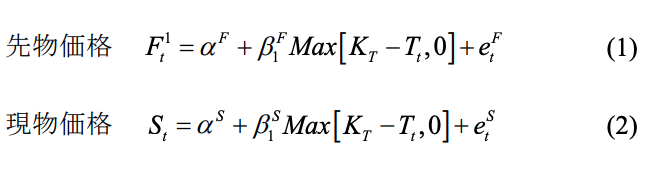 先物価格 F_t^1 = α^F + β_1^F Max[K_T − T_t, 0] + e_t^F (1)
現物価格 S_t = α^S + β_1^S Max[K_T − T_t, 0] + e_t^S (2)